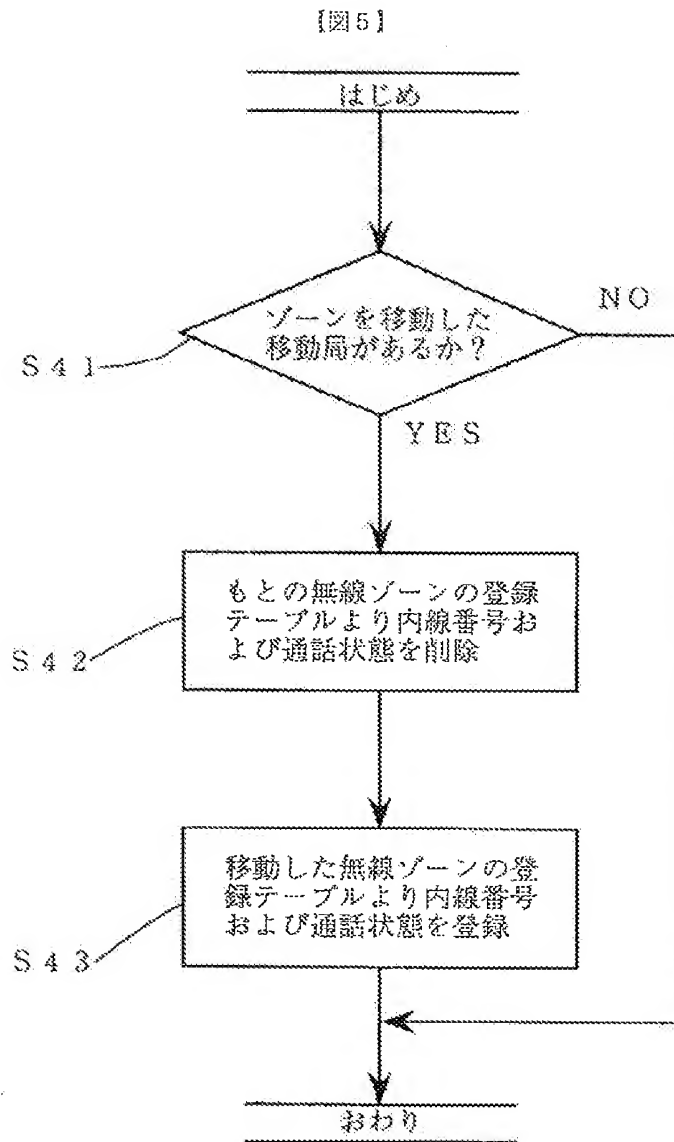 【図5】
はじめ
ゾーンを移動した
移動局があるか?
NO
S41
YES
もとの無線ゾーンの登録
テーブルより内線番号お
よび通話状態を削除
S42
移動した無線ゾーンの登
録テーブルより内線番号
および通話状態を登録
S43
おわり